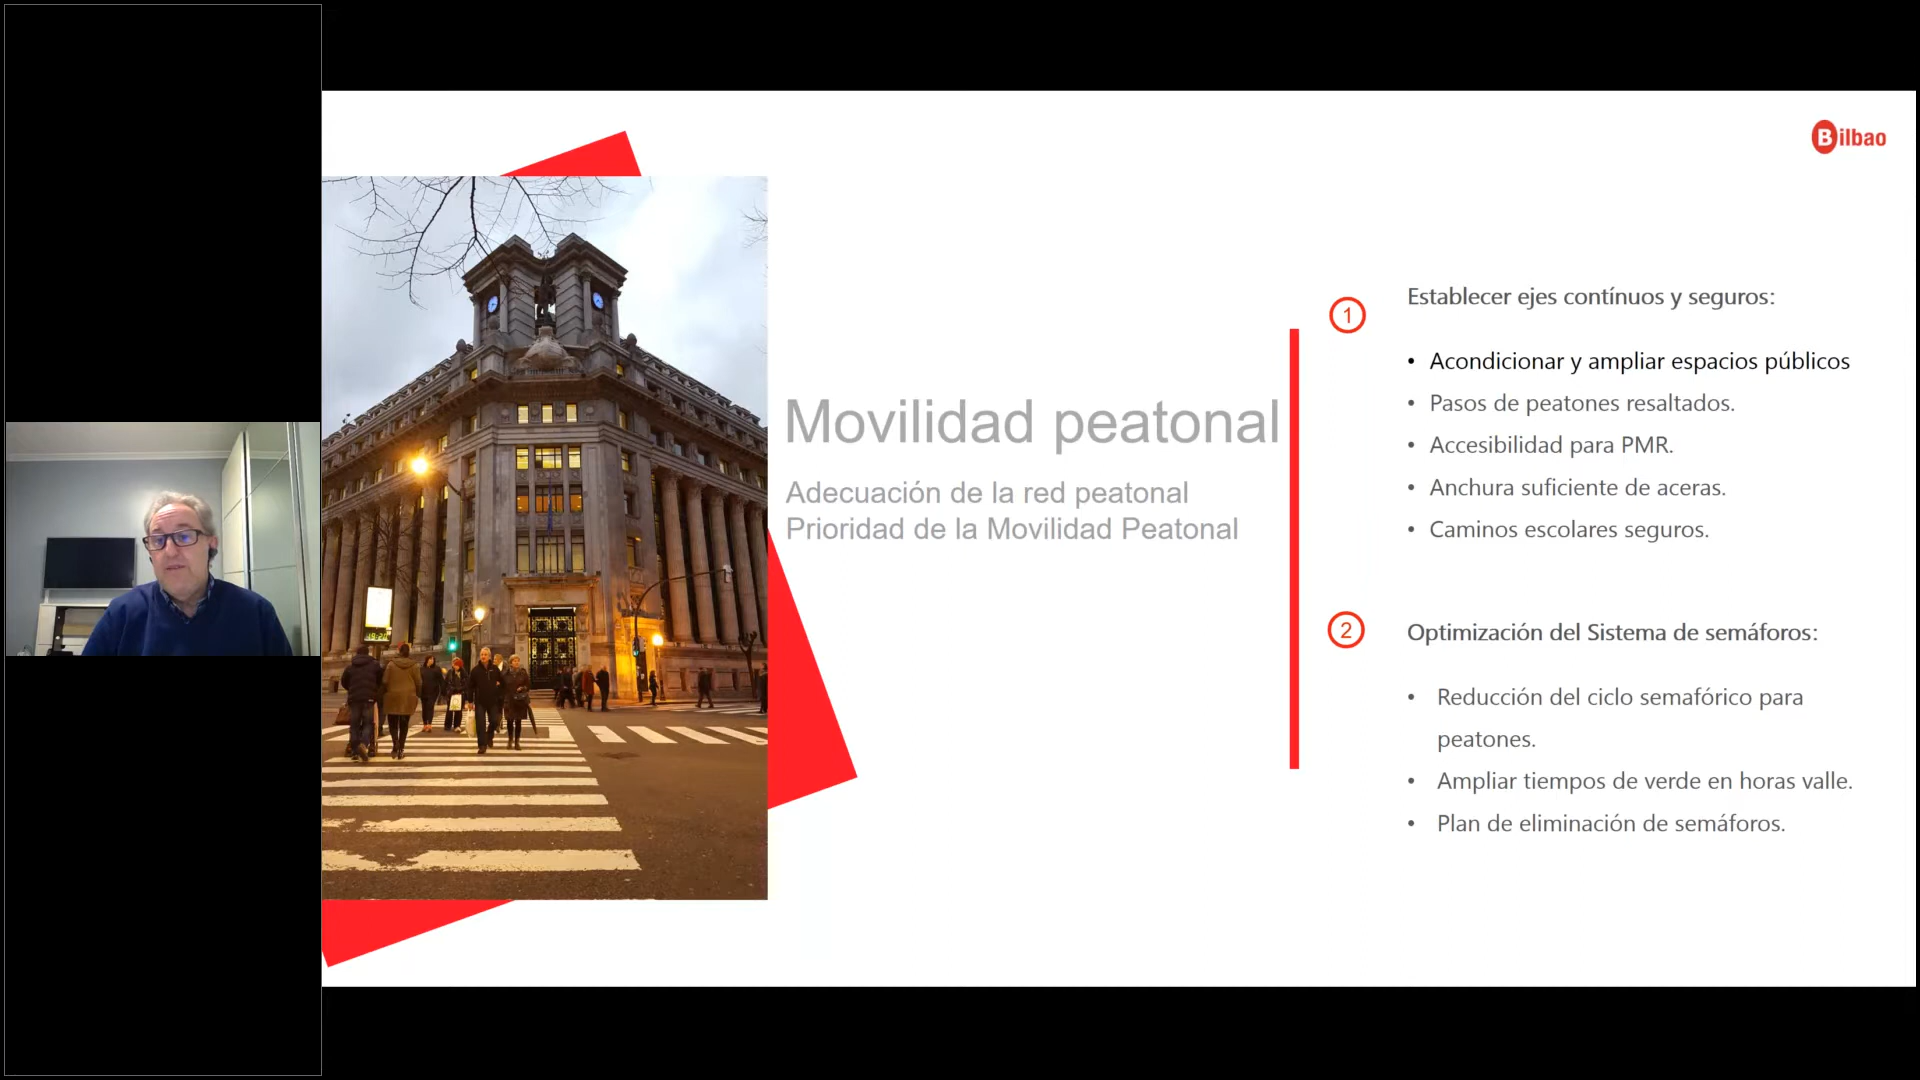 Bilbao
Movilidad peatonal
Adecuación de la red peatonal
Prioridad de la Movilidad Peatonal
1
Establecer ejes contínuos y seguros:
• Acondicionar y ampliar espacios públicos
• Pasos de peatones resaltados.
• Accesibilidad para PMR.
• Anchura suficiente de aceras.
• Caminos escolares seguros.
2
Optimización del Sistema de semáforos:
• Reducción del ciclo semafórico para
peatones.
• Ampliar tiempos de verde en horas valle.
• Plan de eliminación de semáforos.